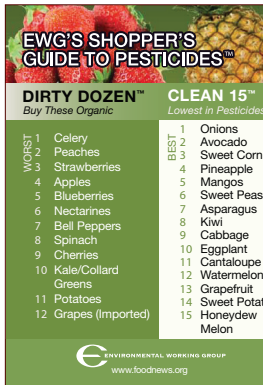 EWG'S SHOPPER'S
GUIDE TO PESTICIDES™
DIRTY DOZEN™
Buy These Organic
WORST
1 Celery
2 Peaches
3 Strawberries
4 Apples
5 Blueberries
6 Nectarines
7 Bell Peppers
8 Spinach
9 Cherries
10 Kale/Collard
Greens
11 Potatoes
12 Grapes (Imported)
CLEAN 15™
Lowest in Pesticides
BEST
1 Onions
2 Avocado
3 Sweet Corn
4 Pineapple
5 Mangos
6 Sweet Peas
7 Asparagus
8 Kiwi
9 Cabbage
10 Eggplant
11 Cantaloupe
12 Watermelon
13 Grapefruit
14 Sweet Potat
15 Honeydew
Melon
ENVIRONMENTAL WORKING GROUP
www.foodnews.org